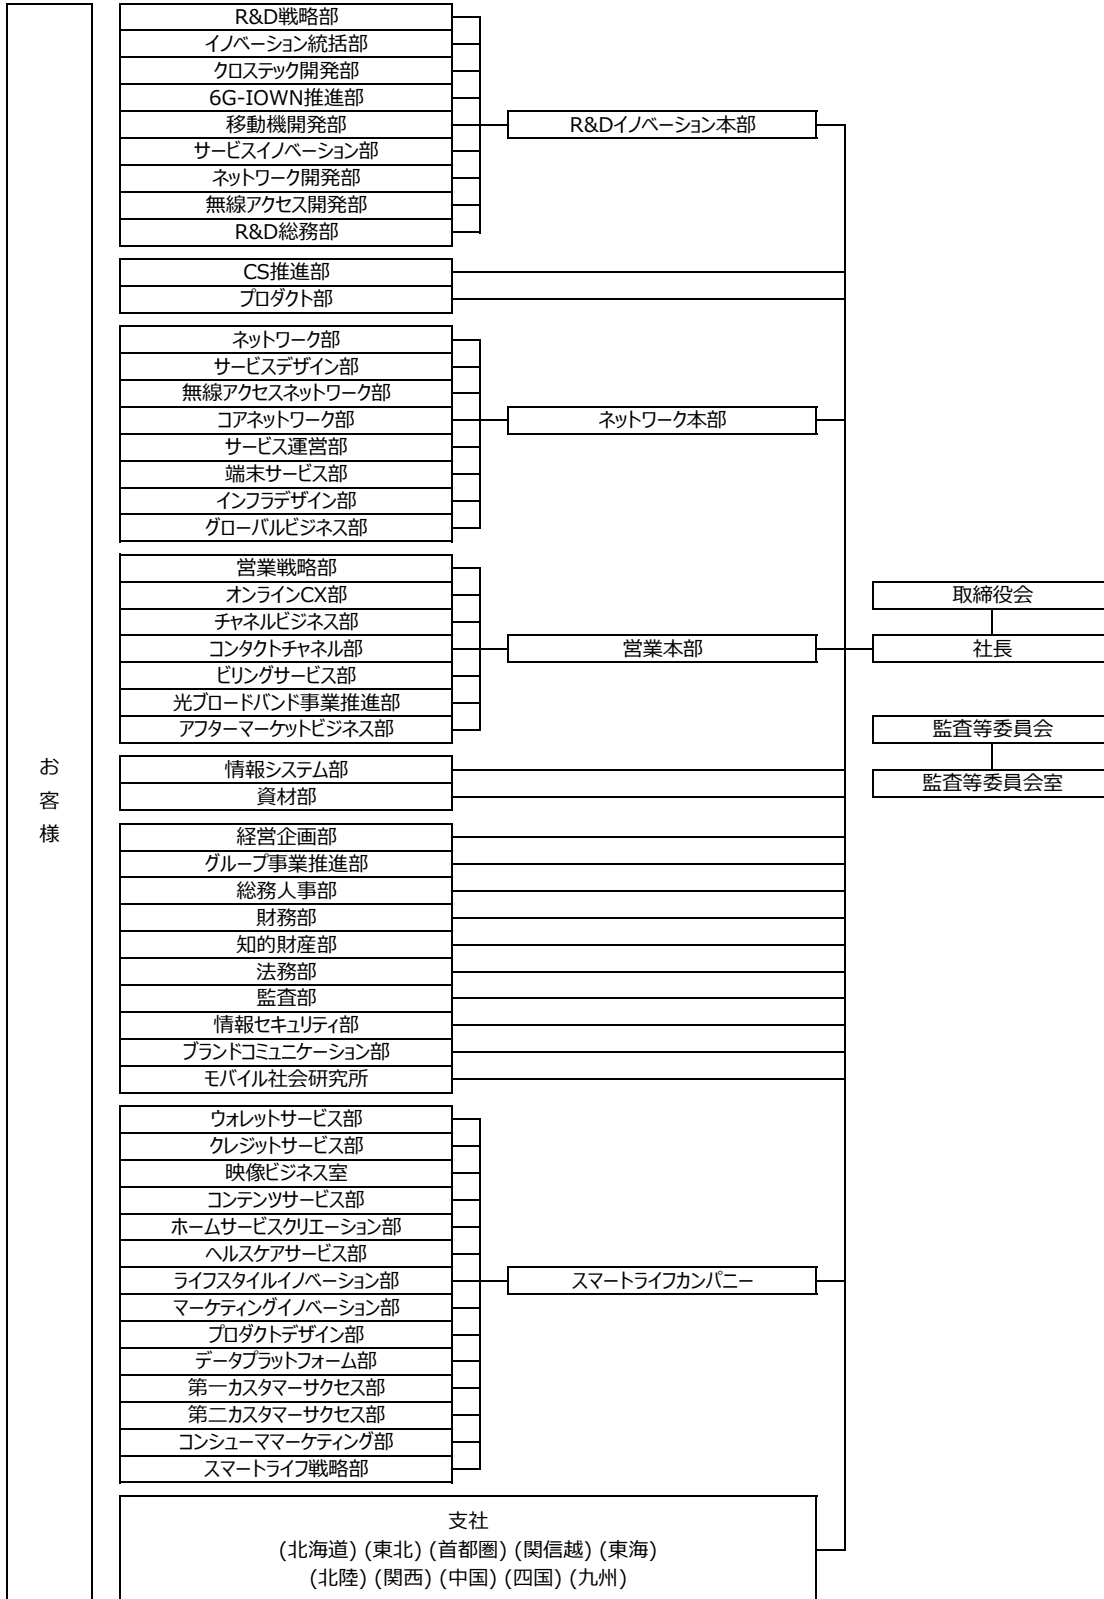 お
客
様
R&D戦略部
イノベーション統括部
クロステック開発部
6G-IOWN推進部
移動機開発部
サービスイノベーション部
ネットワーク開発部
無線アクセス開発部
R&D総務部
R&Dイノベーション本部
CS推進部
プロダクト部
ネットワーク部
サービスデザイン部
無線アクセスネットワーク部
コアネットワーク部
サービス運営部
端末サービス部
インフラデザイン部
グローバルビジネス部
ネットワーク本部
営業戦略部
オンラインCX部
チャネルビジネス部
コンタクトチャネル部
ビリングサービス部
光ブロードバンド事業推進部
アフターマーケットビジネス部
営業本部
取締役会
社長
監査等委員会
監査等委員会室
情報システム部
資材部
経営企画部
グループ事業推進部
総務人事部
財務部
知的財産部
法務部
監査部
情報セキュリティ部
ブランドコミュニケーション部
モバイル社会研究所
ウォレットサービス部
クレジットサービス部
映像ビジネス室
コンテンツサービス部
ホームサービスクリエーション部
ヘルスケアサービス部
ライフスタイルイノベーション部
マーケティングイノベーション部
プロダクトデザイン部
データプラットフォーム部
第一カスタマーサクセス部
第二カスタマーサクセス部
コンシューママーケティング部
スマートライフ戦略部
スマートライフカンパニー
支社
(北海道) (東北) (首都圏) (関信越) (東海)
(北陸) (関西) (中国) (四国) (九州)